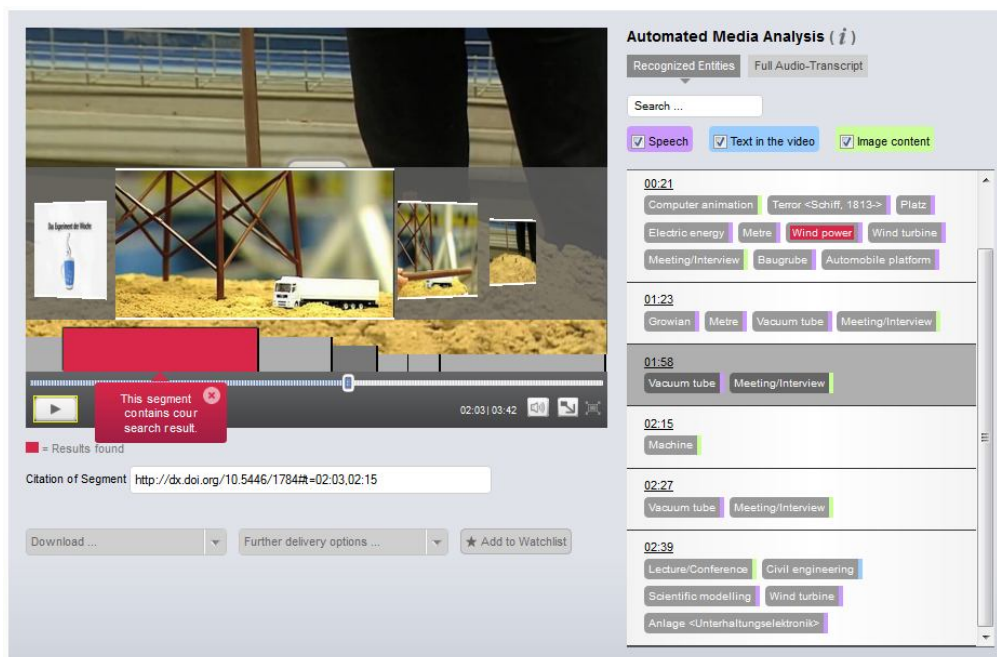 Automated Media Analysis ( i )
Recognized Entities Full Audio-Transcript
Search ...
Speech Text in the video Image content
00:21
Computer animation Terror <Schiff, 1813-> Platz
Electric energy Metre Wind power Wind turbine
Meeting/Interview Baugrube Automobile platform
01:23
Growian Metre Vacuum tube Meeting/Interview
01:58
Vacuum tube Meeting/Interview
02:15
Machine
02:27
Vacuum tube Meeting/Interview
02:39
Lecture/Conference Civil engineering
Scientific modelling Wind turbine
Anlage <Unterhaltungselektronik>
Das Experiment der Woche
This segment
contains cour
search result.
02:03| 03:42
= Results found
Citation of Segment http://dx.doi.org/10.5446/1784#t=02:03,02:15
Download ... Further delivery options ... ★ Add to Watchlist